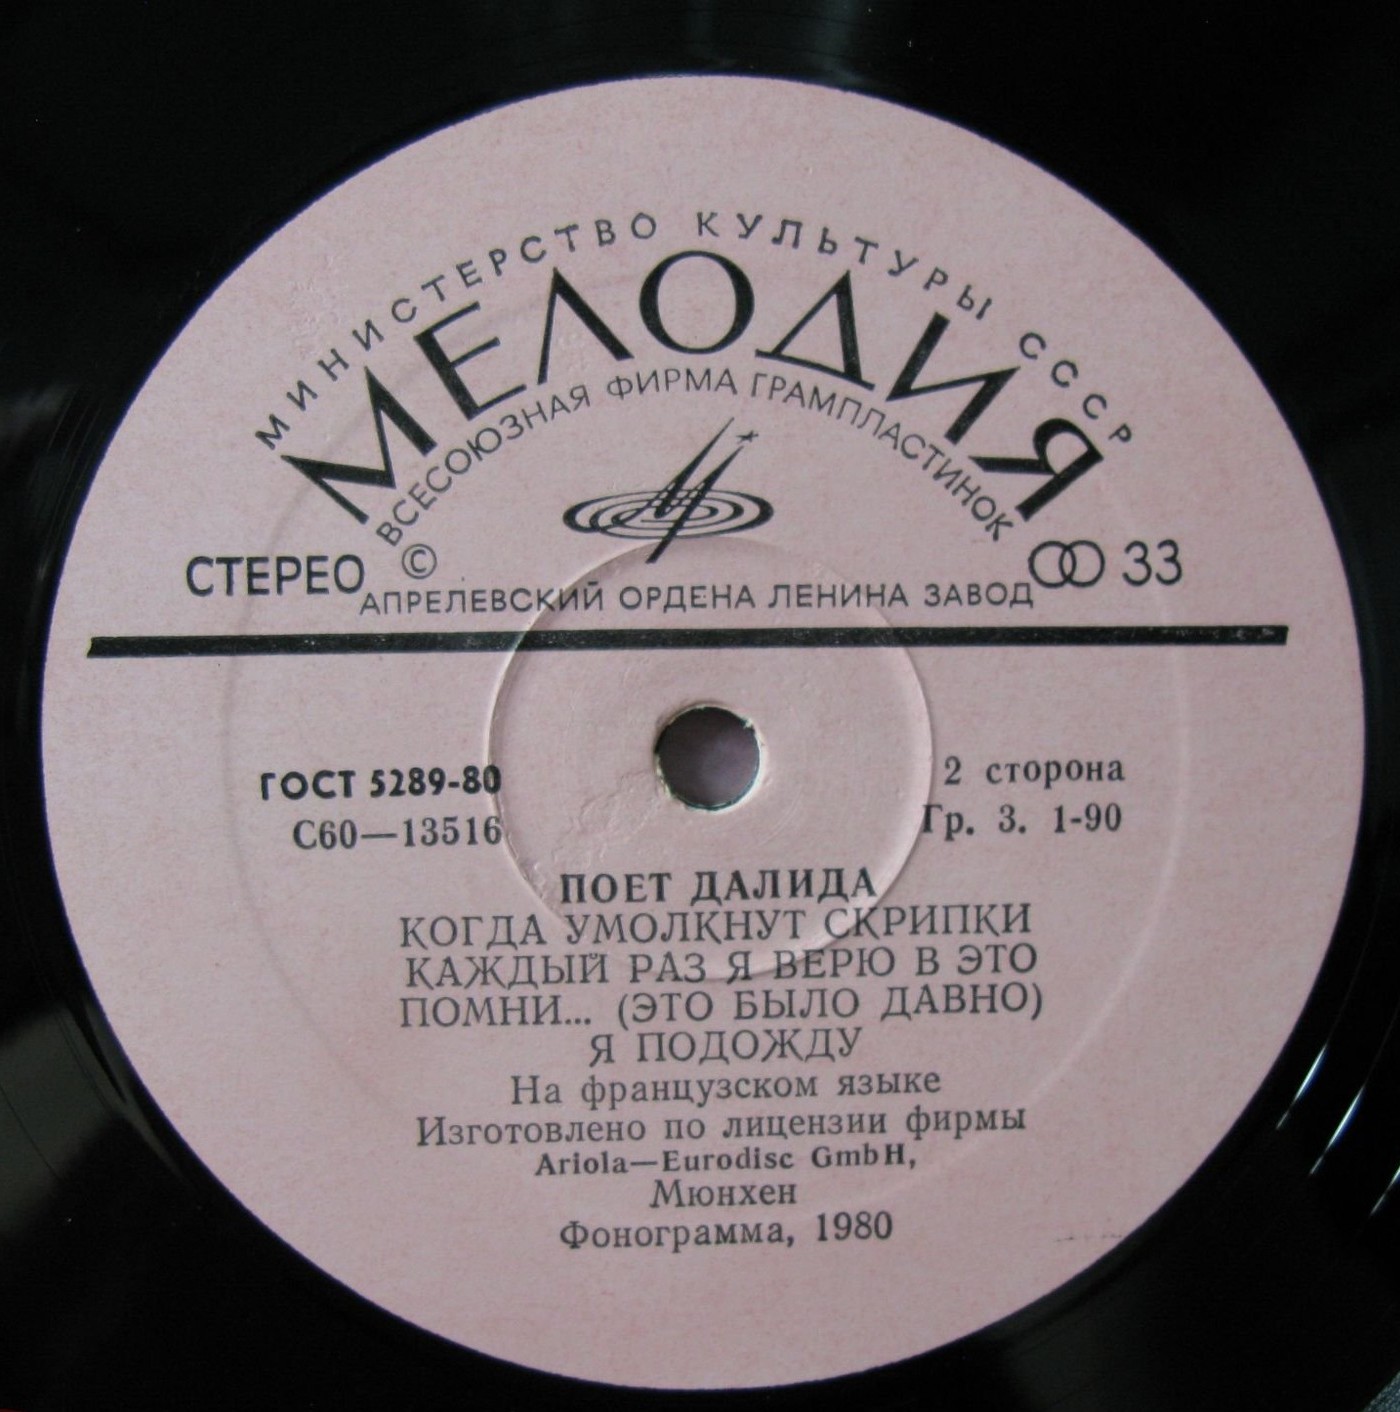 МИНИСТЕРСТВО КУЛЬТУРЫ СССР
МЕЛОДИЯ
ВСЕСОЮЗНАЯ ФИРМА ГРАМПЛАСТИНОК
СТЕРЕО © 33
АПРЕЛЕВСКИЙ ОРДЕНА ЛЕНИНА ЗАВОД
ГОСТ 5289-80
С60—13516
2 сторона
Гр. 3. 1-90
ПОЕТ ДАЛИДА
КОГДА УМОЛКНУТ СКРИПКИ
КАЖДЫЙ РАЗ Я ВЕРЮ В ЭТО
ПОМНИ... (ЭТО БЫЛО ДАВНО)
Я ПОДОЖДУ
На французском языке
Изготовлено по лицензии фирмы
Ariola—Eurodisc GmbH,
Мюнхен
Фонограмма, 1980